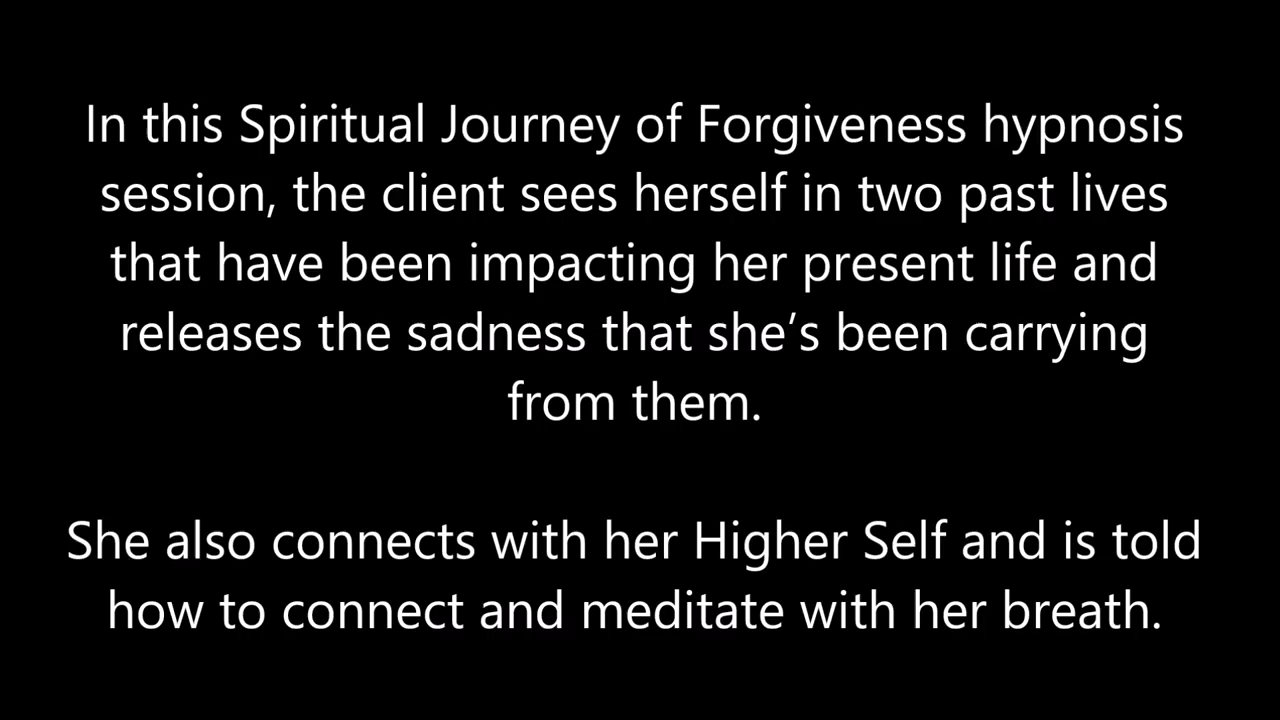 In this Spiritual Journey of Forgiveness hypnosis
session, the client sees herself in two past lives
that have been impacting her present life and
releases the sadness that she’s been carrying
from them.
She also connects with her Higher Self and is told
how to connect and meditate with her breath.